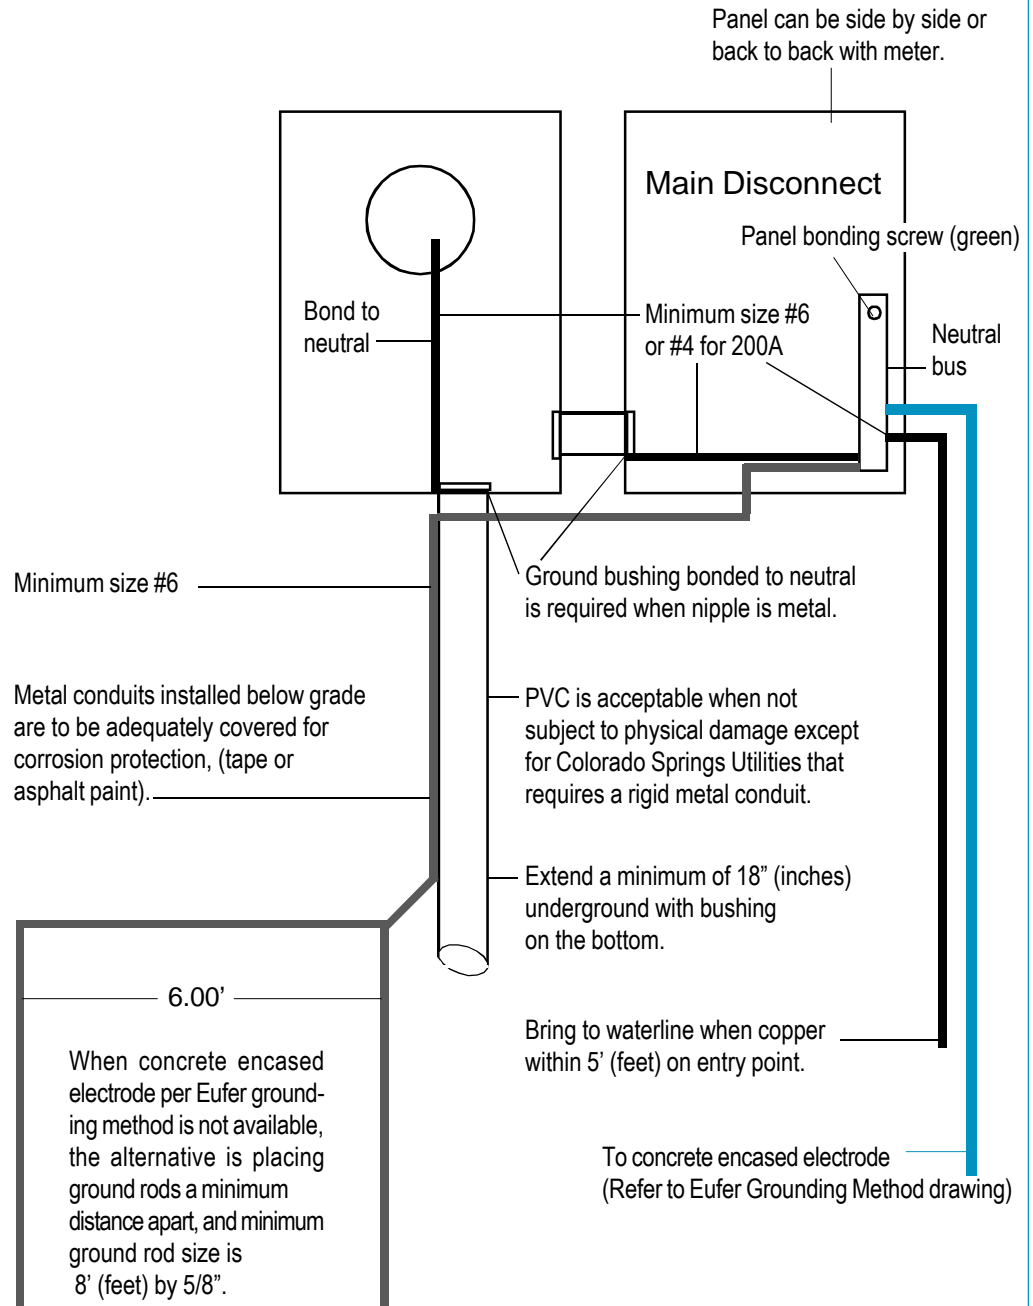 Panel can be side by side or
back to back with meter.
Main Disconnect
Panel bonding screw (green)
Bond to
neutral
Minimum size #6
or #4 for 200A
Neutral
bus
Minimum size #6
Ground bushing bonded to neutral
is required when nipple is metal.
Metal conduits installed below grade
are to be adequately covered for
corrosion protection, (tape or
asphalt paint).
PVC is acceptable when not
subject to physical damage except
for Colorado Springs Utilities that
requires a rigid metal conduit.
Extend a minimum of 18” (inches)
underground with bushing
on the bottom.
6.00’
When concrete encased
electrode per Eufer ground-
ing method is not available,
the alternative is placing
ground rods a minimum
distance apart, and minimum
ground rod size is
8’ (feet) by 5/8”.
Bring to waterline when copper
within 5’ (feet) on entry point.
To concrete encased electrode
(Refer to Eufer Grounding Method drawing)